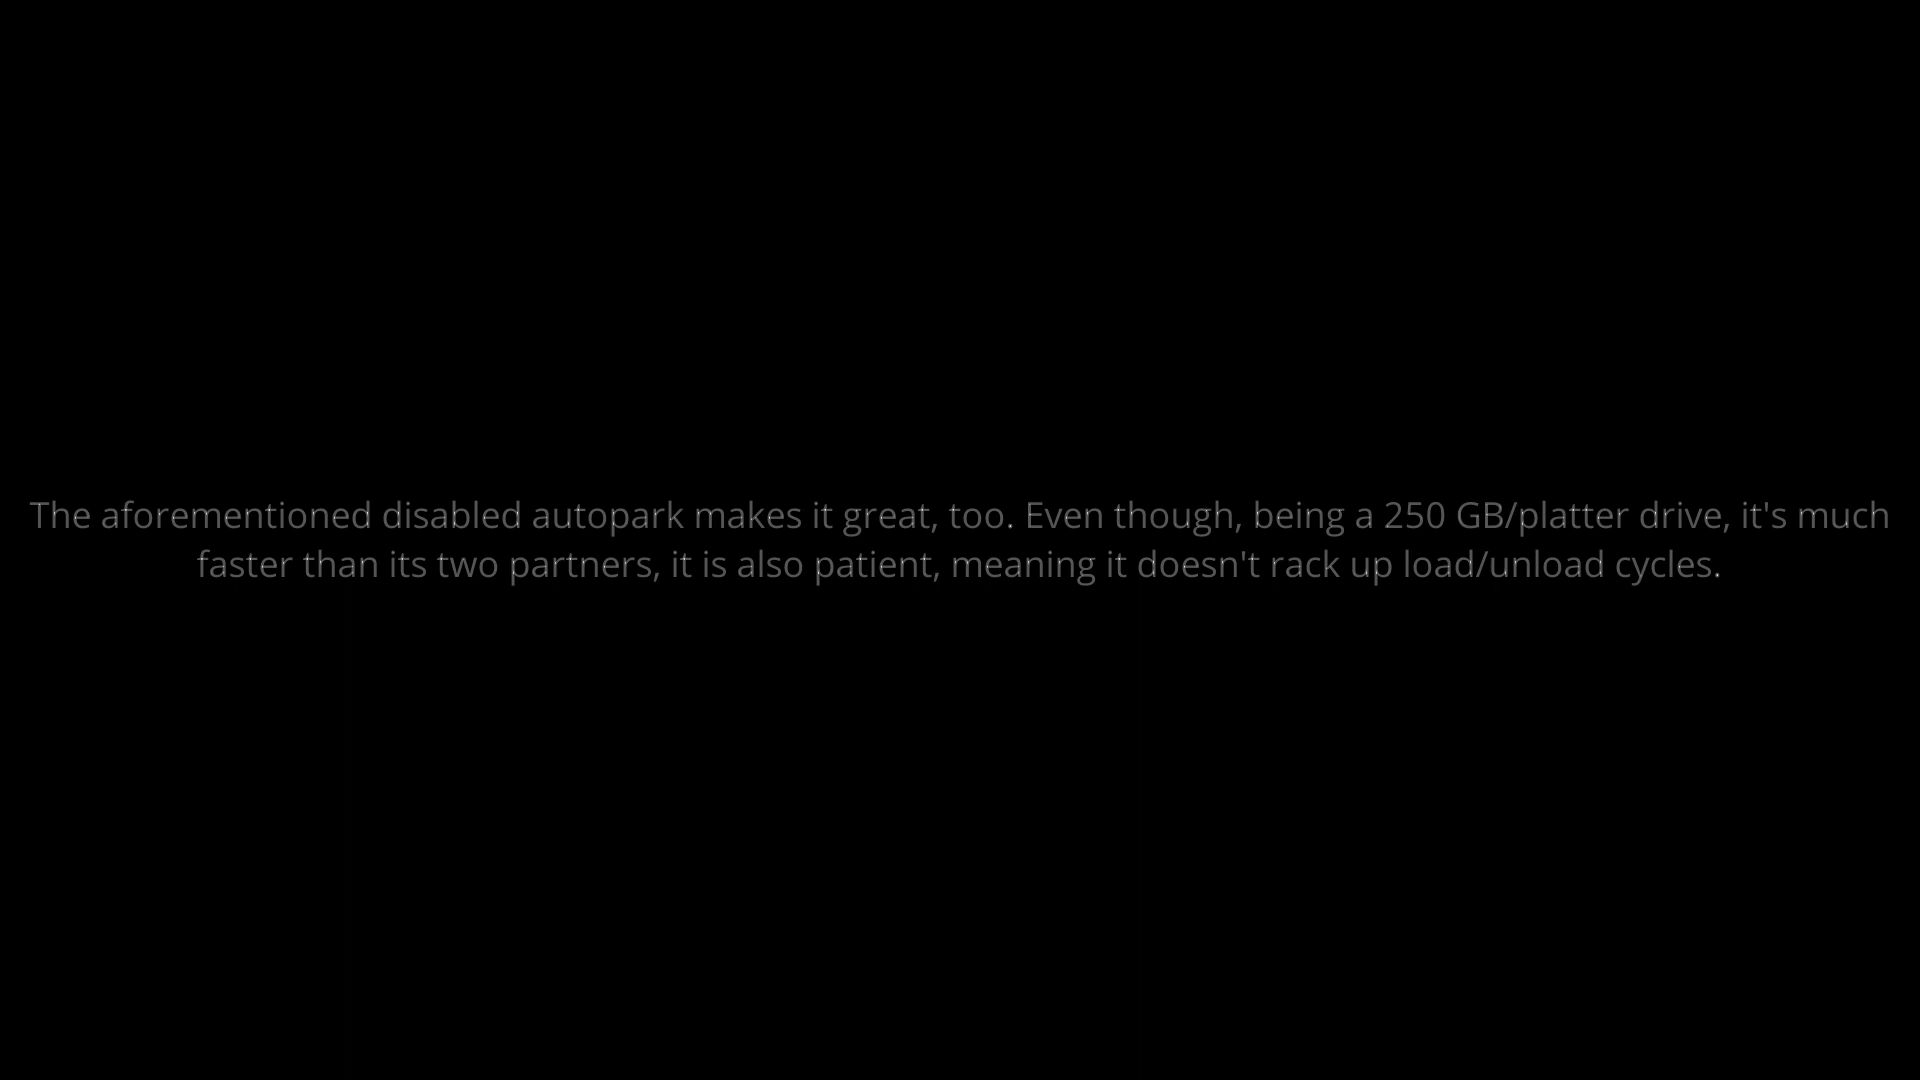 The aforementioned disabled autopark makes it great, too. Even though, being a 250 GB/platter drive, it's much
faster than its two partners, it is also patient, meaning it doesn't rack up load/unload cycles.